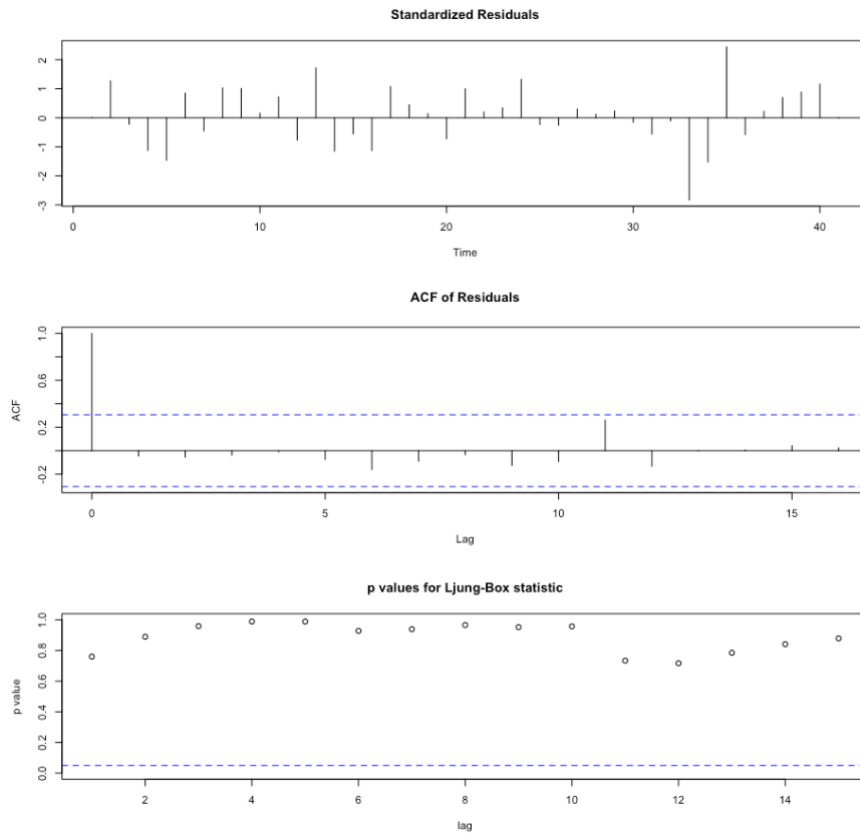 Standardized Residuals
2
1
0
-1
-2
-3
0 10 20 30 40
Time
ACF of Residuals
ACF
1.0
0.6
0.2
-0.2
0 5 10 15
Lag
p values for Ljung-Box statistic
p value
1.0
0.8
0.6
0.4
0.2
0.0
2 4 6 8 10 12 14
lag